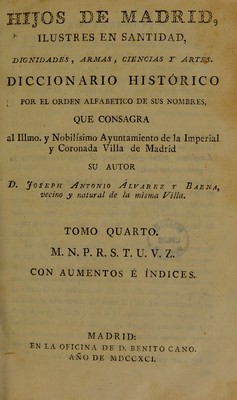 HIJOS DE MADRID,
ILUSTRES EN SANTIDAD,
DIGNIDADES, ARMAS, CIENCIAS Y ARTES.
DICCIONARIO HISTÓRICO
POR EL ORDEN ALFABETICO DE SUS NOMBRES,
QUE CONSAGRA
al Illmo. y Nobilísimo Ayuntamiento de la Imperial
y Coronada Villa de Madrid
SU AUTOR
D. JOSEPH ANTONIO ÁLVAREZ Y BAENA,
vecino y natural de la misma Villa.
TOMO QUARTO.
M. N. P. R. S. T. U. V. Z.
CON AUMENTOS É ÍNDICES.
MADRID:
EN LA OFICINA DE D. BENITO CANO.
AÑO DE MDCCXCI.